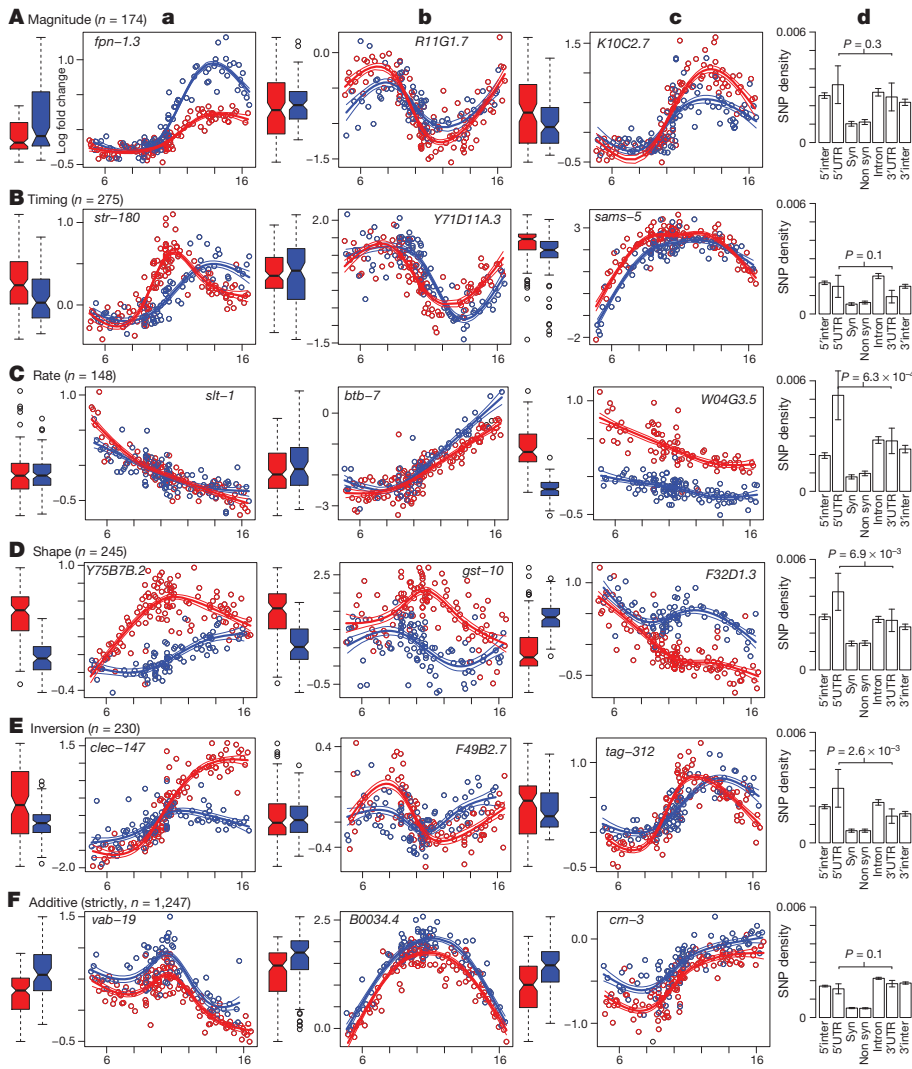 a b c d
A Magnitude (n = 174)
fpn−1.3
R11G1.7
K10C2.7
Log fold change
1.0
−0.5
0.0
−1.5
1.5
−0.5
6 16
6 16
6 16
0.006
0
SNP density
P = 0.3
5′inter
5′UTR
Syn
Non syn
Intron
3′UTR
3′inter
B Timing (n = 275)
str-180
Y71D11A.3
sams-5
1.0
0.0
2.0
−1.5
−2
6 16
6 16
6 16
0.006
0
SNP density
P = 0.1
5′inter
5′UTR
Syn
Non syn
Intron
3′UTR
3′inter
C Rate (n = 148)
slt−1
btb−7
W04G3.5
1.0
−0.5
0
−3
1.0
−0.5
6 16
6 16
6 16
0.006
0
SNP density
P = 6.3 × 10⁻⁴
5′inter
5′UTR
Syn
Non syn
Intron
3′UTR
3′inter
D Shape (n = 245)
Y75B7B.2
gst−10
F32D1.3
1.0
−0.4
2.5
−0.5
1.0
−0.5
6 16
6 16
6 16
0.006
0
SNP density
P = 6.9 × 10⁻³
5′inter
5′UTR
Syn
Non syn
Intron
3′UTR
3′inter
E Inversion (n = 230)
clec−147
F49B2.7
tag−312
1.5
−2.0
0.4
−0.4
1.0
−0.5
6 16
6 16
6 16
0.006
0
SNP density
P = 2.6 × 10⁻³
5′inter
5′UTR
Syn
Non syn
Intron
3′UTR
3′inter
F Additive (strictly, n = 1,247)
vab−19
B0034.4
crn−3
1.5
−0.5
2.5
0.0
0.0
−1.0
6 16
6 16
6 16
0.006
0
SNP density
P = 0.1
5′inter
5′UTR
Syn
Non syn
Intron
3′UTR
3′inter